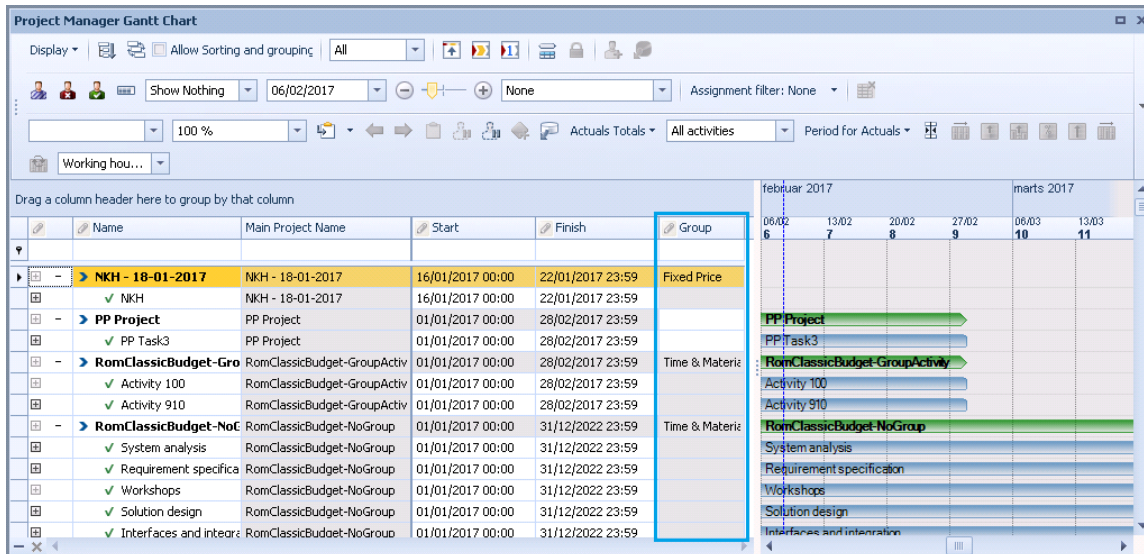 Project Manager Gantt Chart
Display Allow Sorting and grouping All
Show Nothing 06/02/2017 None Assignment filter: None
100 % Actuals Totals All activities Period for Actuals
Working hou...
Drag a column header here to group by that column
februar 2017 marts 2017
06/02 13/02 20/02 27/02 06/03 13/03
6 7 8 9 10 11
Name Main Project Name Start Finish Group
NKH - 18-01-2017 NKH - 18-01-2017 16/01/2017 00:00 22/01/2017 23:59 Fixed Price
NKH NKH - 18-01-2017 16/01/2017 00:00 22/01/2017 23:59
PP Project PP Project 01/01/2017 00:00 28/02/2017 23:59 PP Project
PP Task3 PP Project 01/01/2017 00:00 28/02/2017 23:59 PP Task3
RomClassicBudget-Gro RomClassicBudget-GroupActiv 01/01/2017 00:00 28/02/2017 23:59 Time & Materia RomClassicBudget-GroupActivity
Activity 100 RomClassicBudget-GroupActiv 01/01/2017 00:00 28/02/2017 23:59 Activity 100
Activity 910 RomClassicBudget-GroupActiv 01/01/2017 00:00 28/02/2017 23:59 Activity 910
RomClassicBudget-NoG RomClassicBudget-NoGroup 01/01/2017 00:00 31/12/2022 23:59 Time & Materia RomClassicBudget-NoGroup
System analysis RomClassicBudget-NoGroup 01/01/2017 00:00 31/12/2022 23:59 System analysis
Requirement specifica RomClassicBudget-NoGroup 01/01/2017 00:00 31/12/2022 23:59 Requirement specification
Workshops RomClassicBudget-NoGroup 01/01/2017 00:00 31/12/2022 23:59 Workshops
Solution design RomClassicBudget-NoGroup 01/01/2017 00:00 31/12/2022 23:59 Solution design
Interfaces and integra RomClassicBudget-NoGroup 01/01/2017 00:00 31/12/2022 23:59 Interfaces and integration